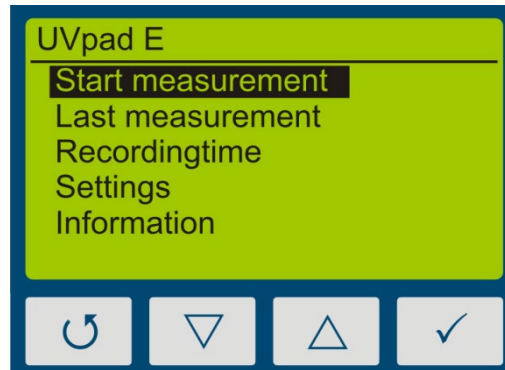 UVpad E
Start measurement
Last measurement
Recordingtime
Settings
Information